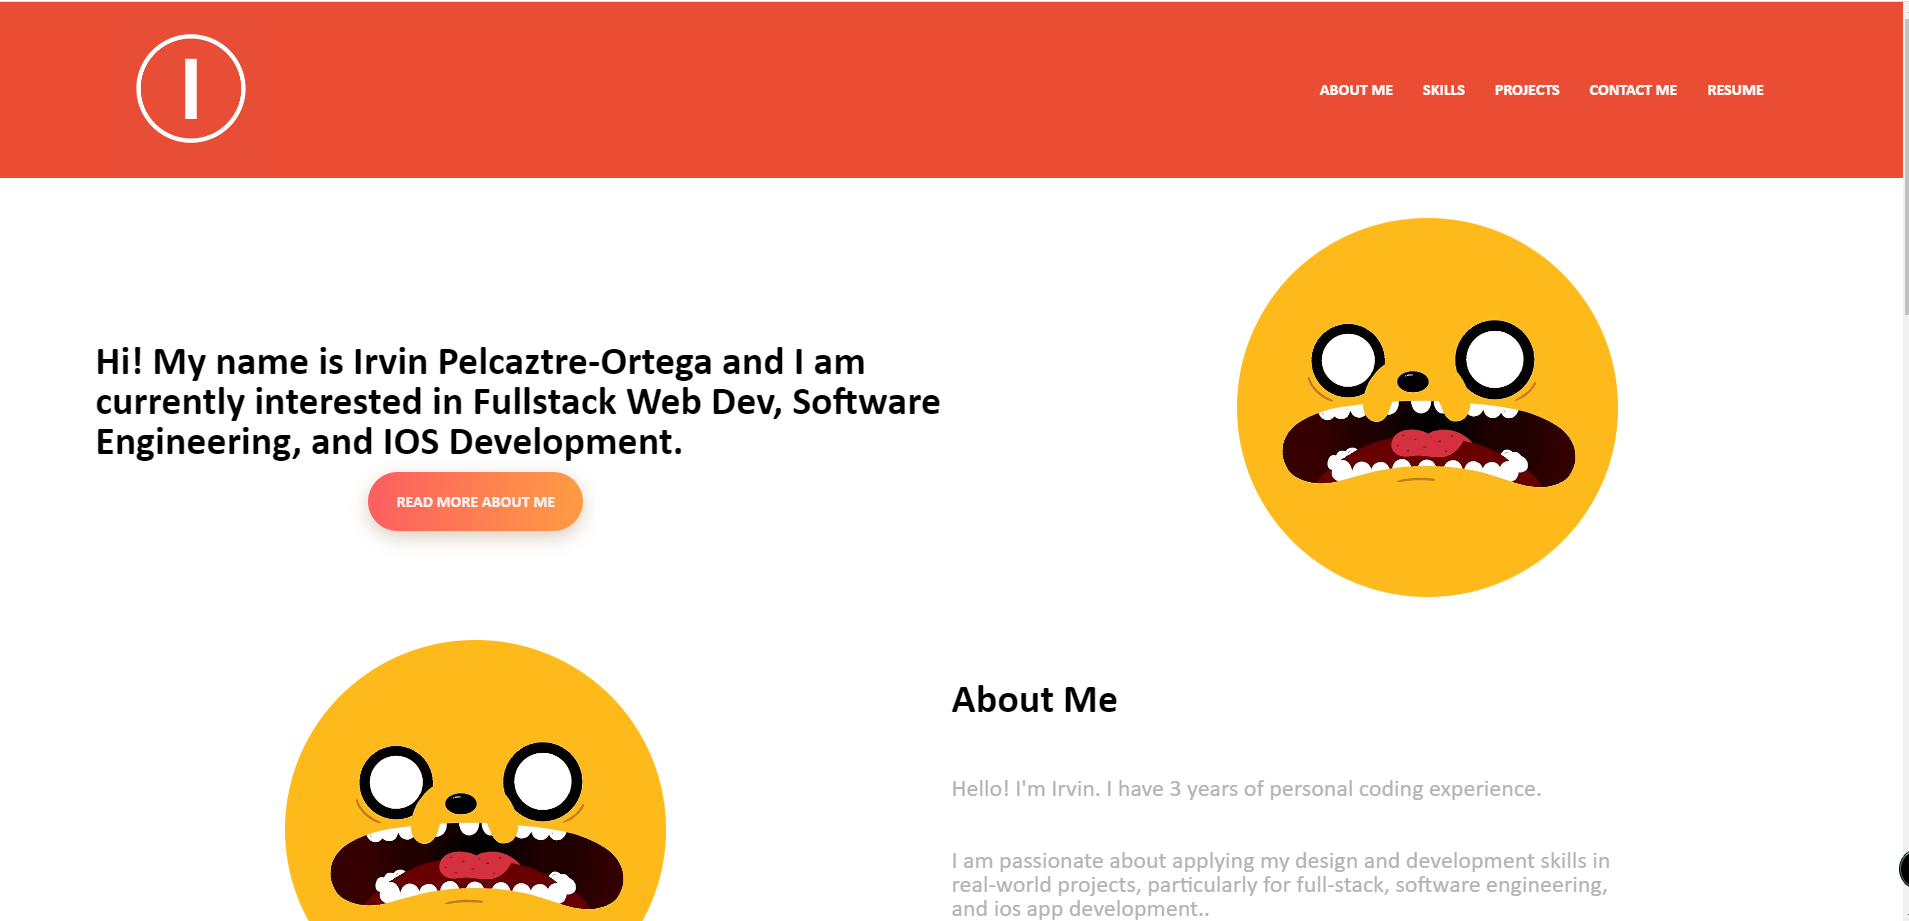 I
ABOUT ME SKILLS PROJECTS CONTACT ME RESUME
Hi! My name is Irvin Pelcaztre-Ortega and I am
currently interested in Fullstack Web Dev, Software
Engineering, and IOS Development.
READ MORE ABOUT ME
About Me
Hello! I'm Irvin. I have 3 years of personal coding experience.
I am passionate about applying my design and development skills in
real-world projects, particularly for full-stack, software engineering,
and ios app development..